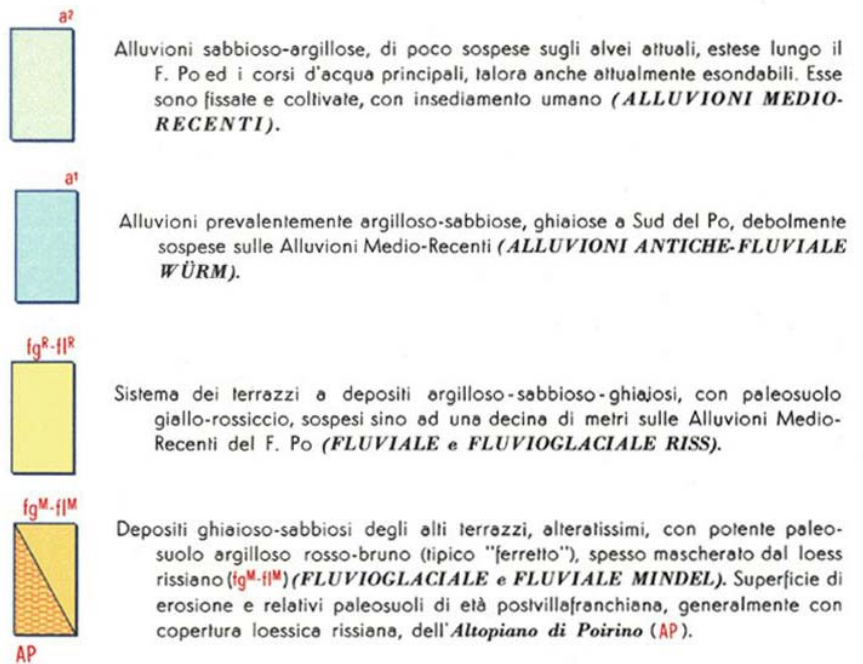 a²
Alluvioni sabbioso-argillose, di poco sospese sugli alvei attuali, estese lungo il
F. Po ed i corsi d'acqua principali, talora anche attualmente esondabili. Esse
sono fissate e coltivate, con insediamento umano (ALLUVIONI MEDIO-
RECENTI).
a¹
Alluvioni prevalentemente argilloso-sabbiose, ghiaiose a Sud del Po, debolmente
sospese sulle Alluvioni Medio-Recenti (ALLUVIONI ANTICHE-FLUVIALE
WÜRM).
fgᴿ-flᴿ
Sistema dei terrazzi a depositi argilloso-sabbioso-ghiaiosi, con paleosuolo
giallo-rossiccio, sospesi sino ad una decina di metri sulle Alluvioni Medio-
Recenti del F. Po (FLUVIALE e FLUVIOGLACIALE RISS).
fgᴹ-flᴹ
Depositi ghiaioso-sabbiosi degli alti terrazzi, alteratissimi, con potente paleo-
suolo argilloso rosso-bruno (tipico "ferretto"), spesso mascherato dal loess
rissiano (fgᴹ-flᴹ) (FLUVIOGLACIALE e FLUVIALE MINDEL). Superficie di
erosione e relativi paleosuoli di età postvillafranchiana, generalmente con
copertura loessica rissiana, dell'Altopiano di Poirino (AP).
AP